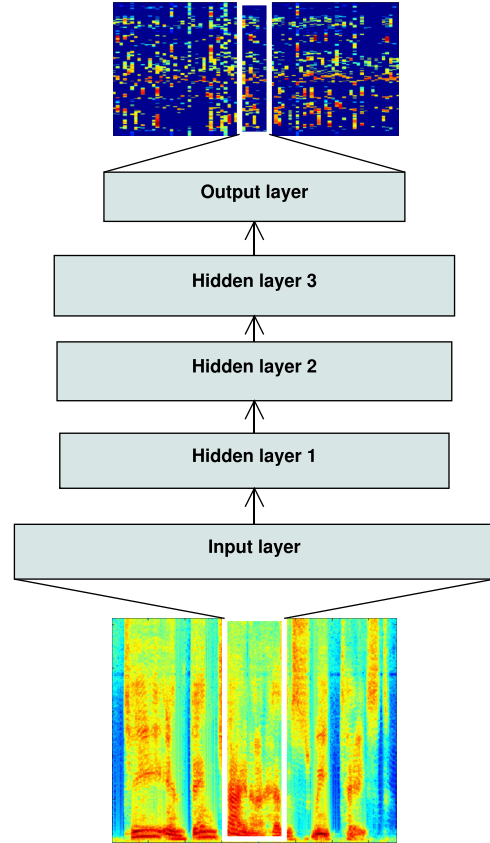 Output layer
Hidden layer 3
Hidden layer 2
Hidden layer 1
Input layer